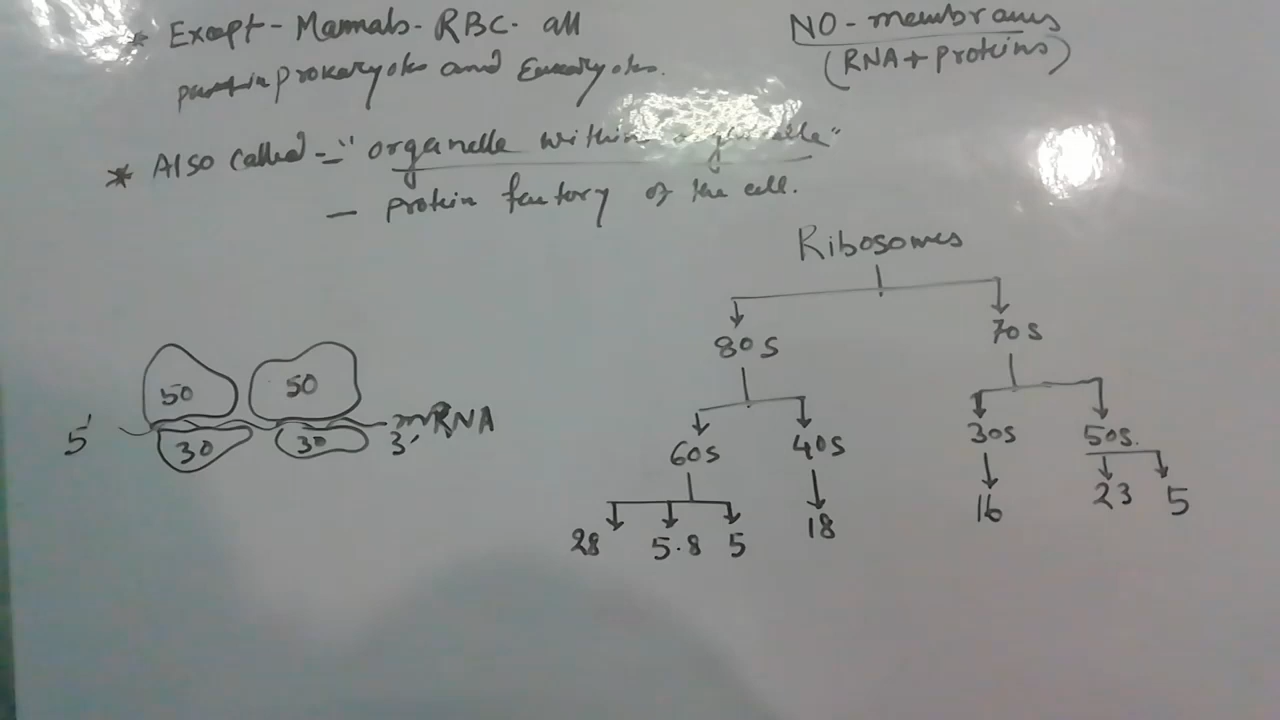 * Except - Mammals - RBC. all
prokaryotes and Eukaryotes.
NO - membranes
(RNA + proteins)
* Also called - "organelle within organelle"
- protein factory of the cell.
Ribosomes
80s 70s
60s 40s 30s 50s.
28 5.8 5 18 16 23 5
50 50
5' 30 30 3' mRNA